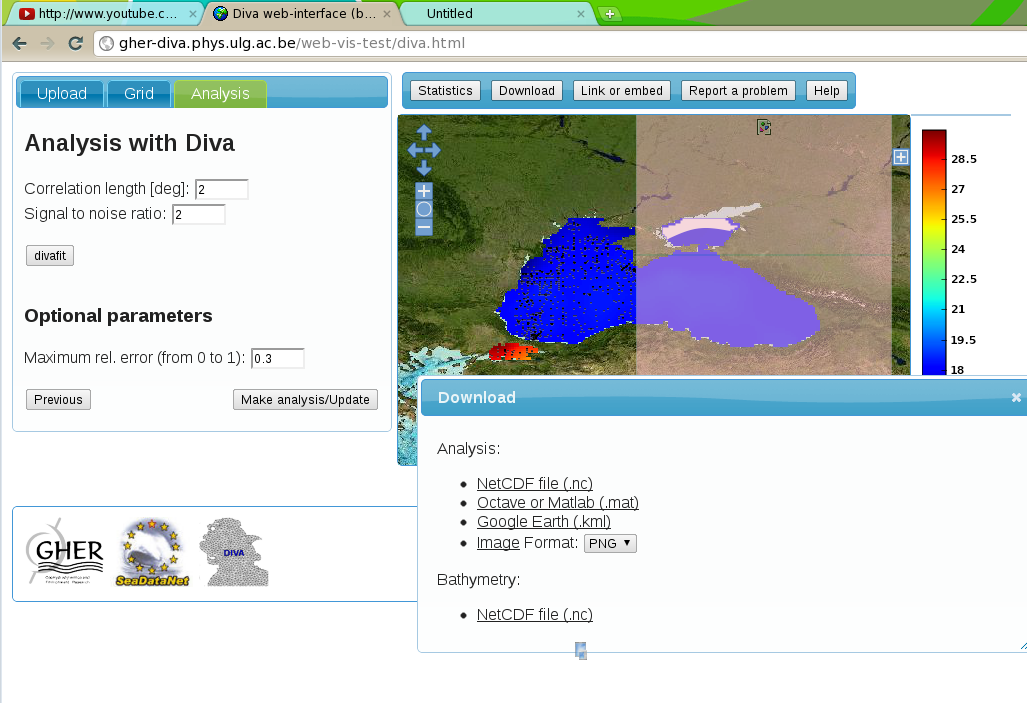 http://www.youtube.c...
Diva web-interface (b...
Untitled
gher-diva.phys.ulg.ac.be/web-vis-test/diva.html
Upload
Grid
Analysis
Statistics
Download
Link or embed
Report a problem
Help
Analysis with Diva
Correlation length [deg]: 2
Signal to noise ratio: 2
divafit
Optional parameters
Maximum rel. error (from 0 to 1): 0.3
Previous
Make analysis/Update
28.5
27
25.5
24
22.5
21
19.5
18
Download
Analysis:
NetCDF file (.nc)
Octave or Matlab (.mat)
Google Earth (.kml)
Image Format: PNG
Bathymetry:
NetCDF file (.nc)
GHER
SeaDataNet
DIVA